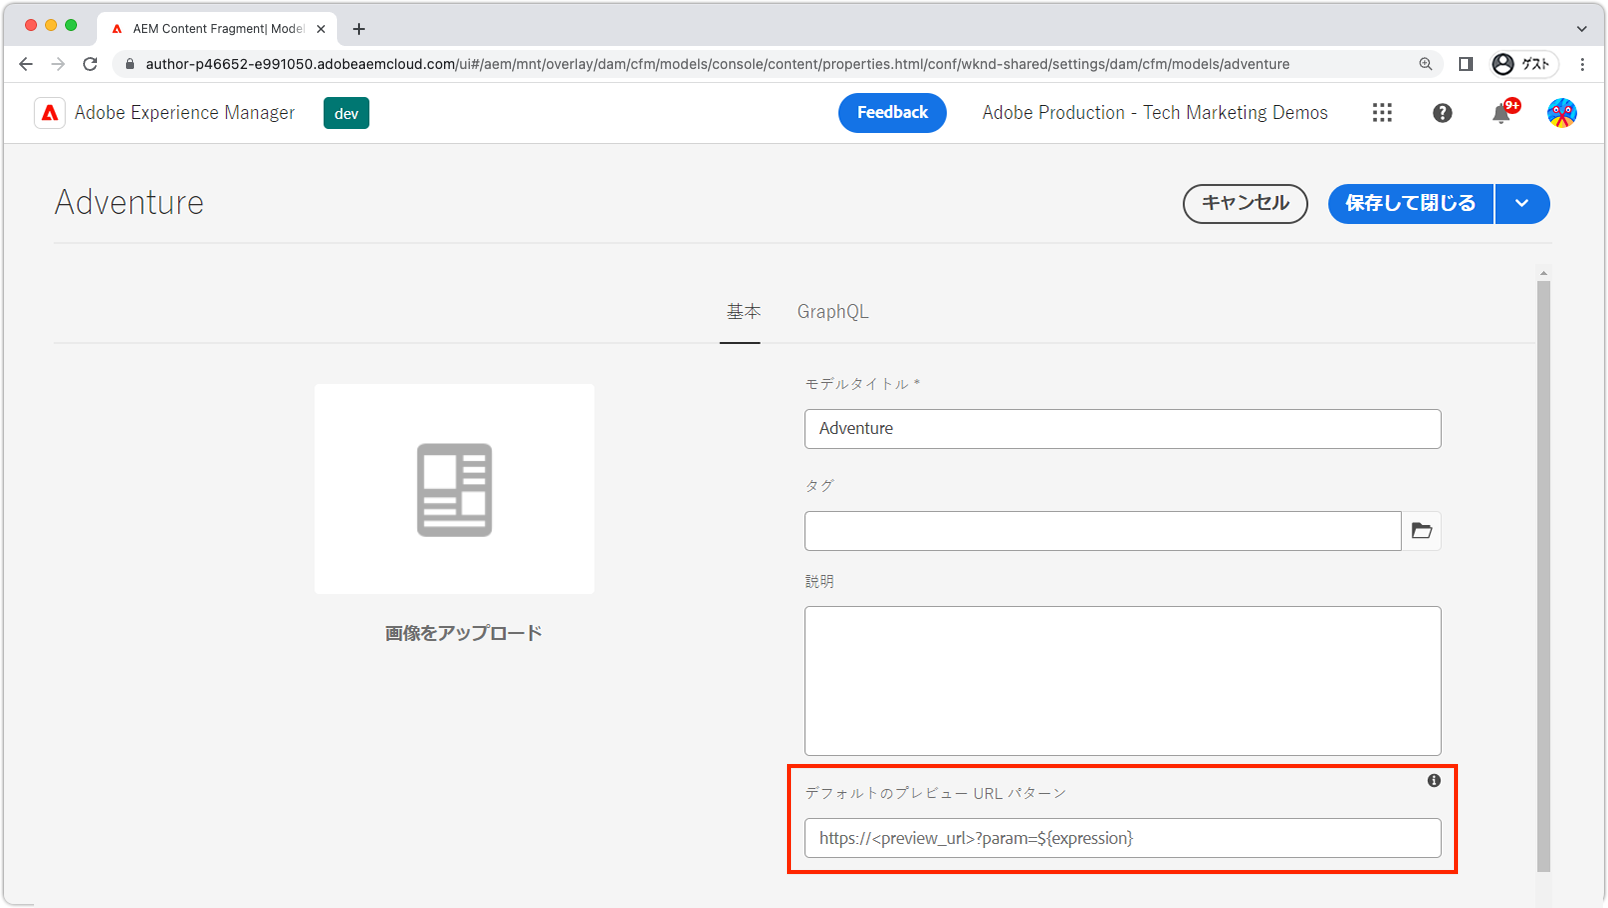 AEM Content Fragment| Model
author-p46652-e991050.adobeaemcloud.com/ui#/aem/mnt/overlay/dam/cfm/models/console/content/properties.html/conf/wknd-shared/settings/dam/cfm/models/adventure
ゲスト
Adobe Experience Manager
dev
Feedback
Adobe Production - Tech Marketing Demos
9+
Adventure
キャンセル
保存して閉じる
基本
GraphQL
モデルタイトル *
Adventure
タグ
説明
画像をアップロード
デフォルトのプレビュー URL パターン
https://<preview_url>?param=${expression}